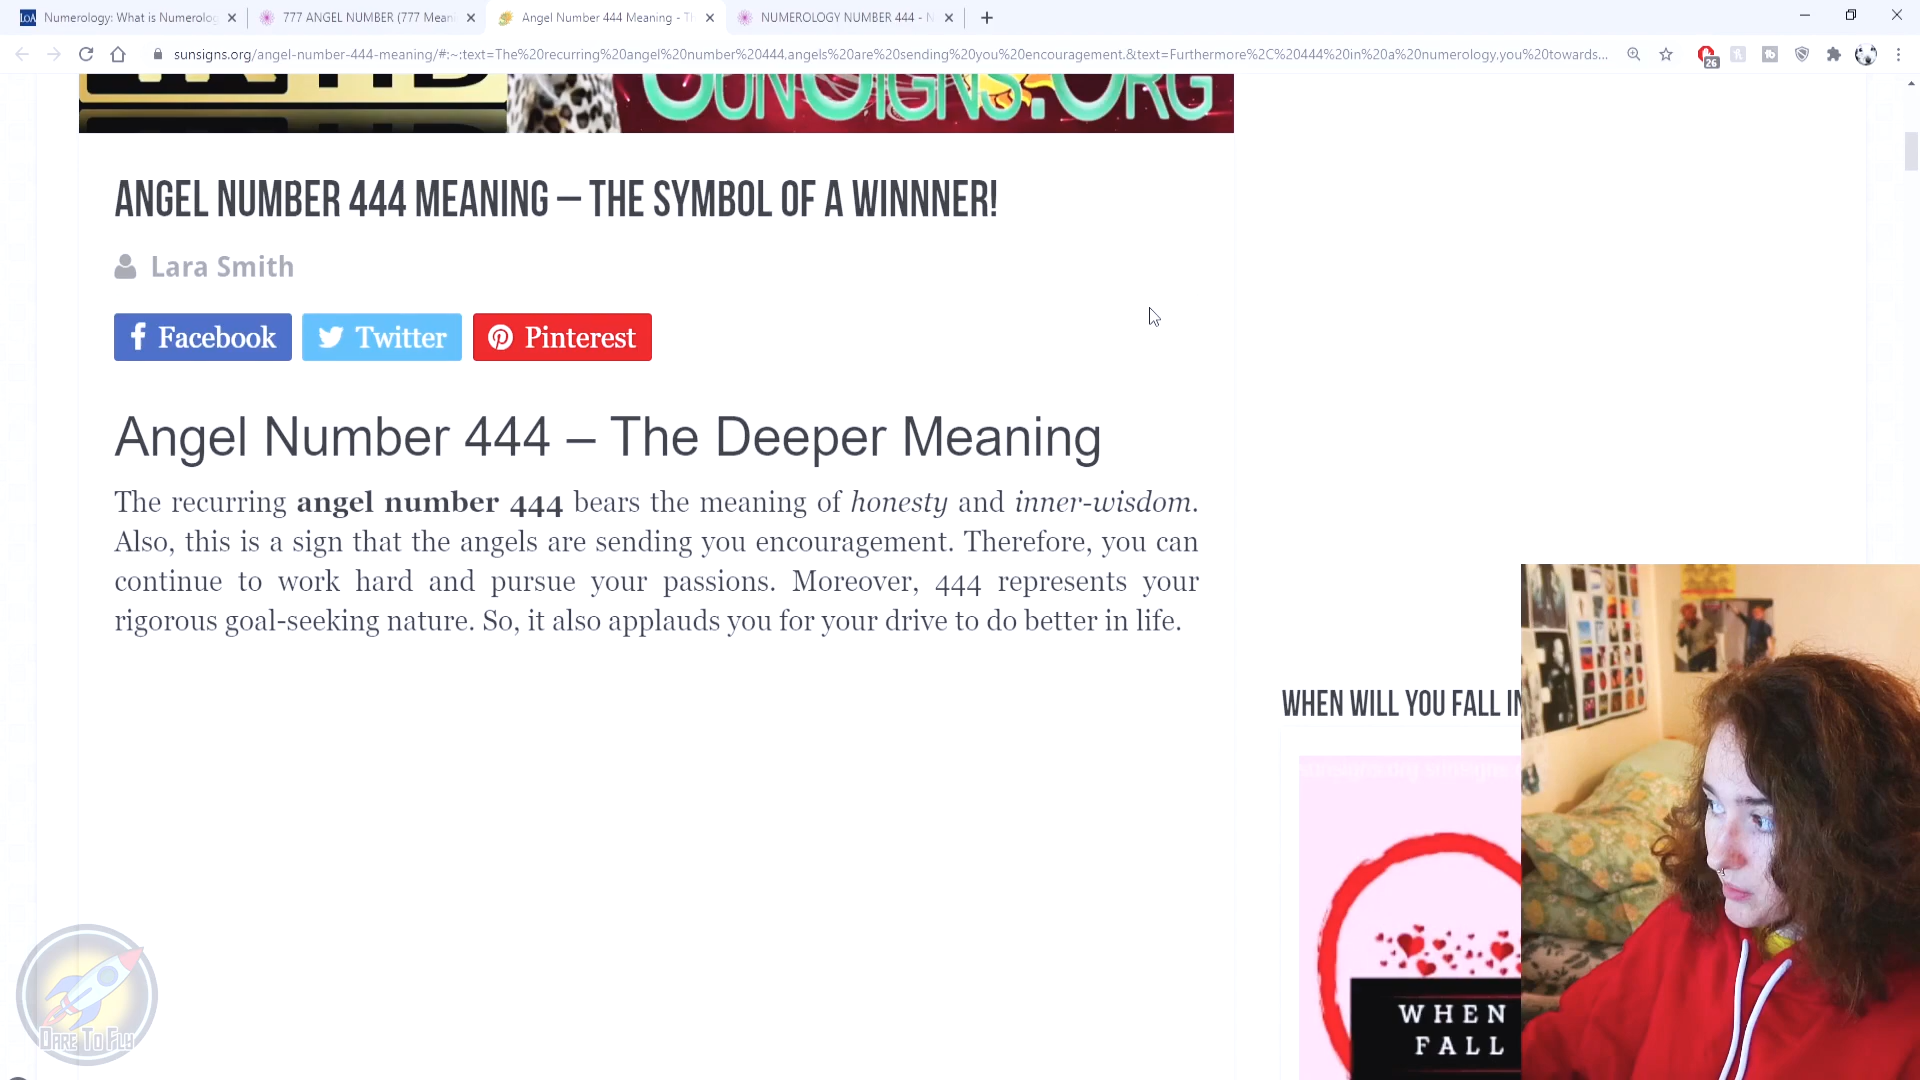 LOA Numerology: What is Numerolog
777 ANGEL NUMBER (777 Meani
Angel Number 444 Meaning - T
NUMEROLOGY NUMBER 444 - N
sunsigns.org/angel-number-444-meaning/#:~:text=The%20recurring%20angel%20number%20444,angels%20are%20sending%20you%20encouragement.&text=Furthermore%2C%20444%20in%20a%20numerology,you%20towards...
26
SUNSIGNS.ORG
ANGEL NUMBER 444 MEANING – THE SYMBOL OF A WINNNER!
Lara Smith
Facebook
Twitter
Pinterest
Angel Number 444 – The Deeper Meaning
The recurring angel number 444 bears the meaning of honesty and inner-wisdom.
Also, this is a sign that the angels are sending you encouragement. Therefore, you can
continue to work hard and pursue your passions. Moreover, 444 represents your
rigorous goal-seeking nature. So, it also applauds you for your drive to do better in life.
WHEN WILL YOU FALL IN
WHEN
FALL
DARE TO FLY